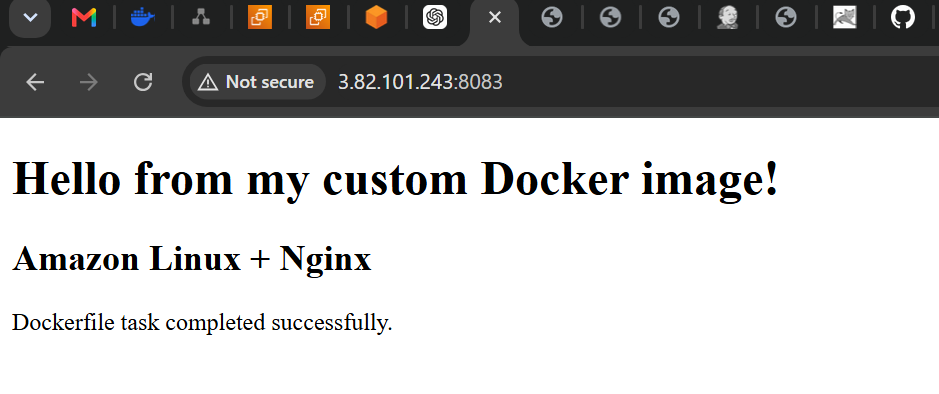 Not secure 3.82.101.243:8083
Hello from my custom Docker image!
Amazon Linux + Nginx
Dockerfile task completed successfully.